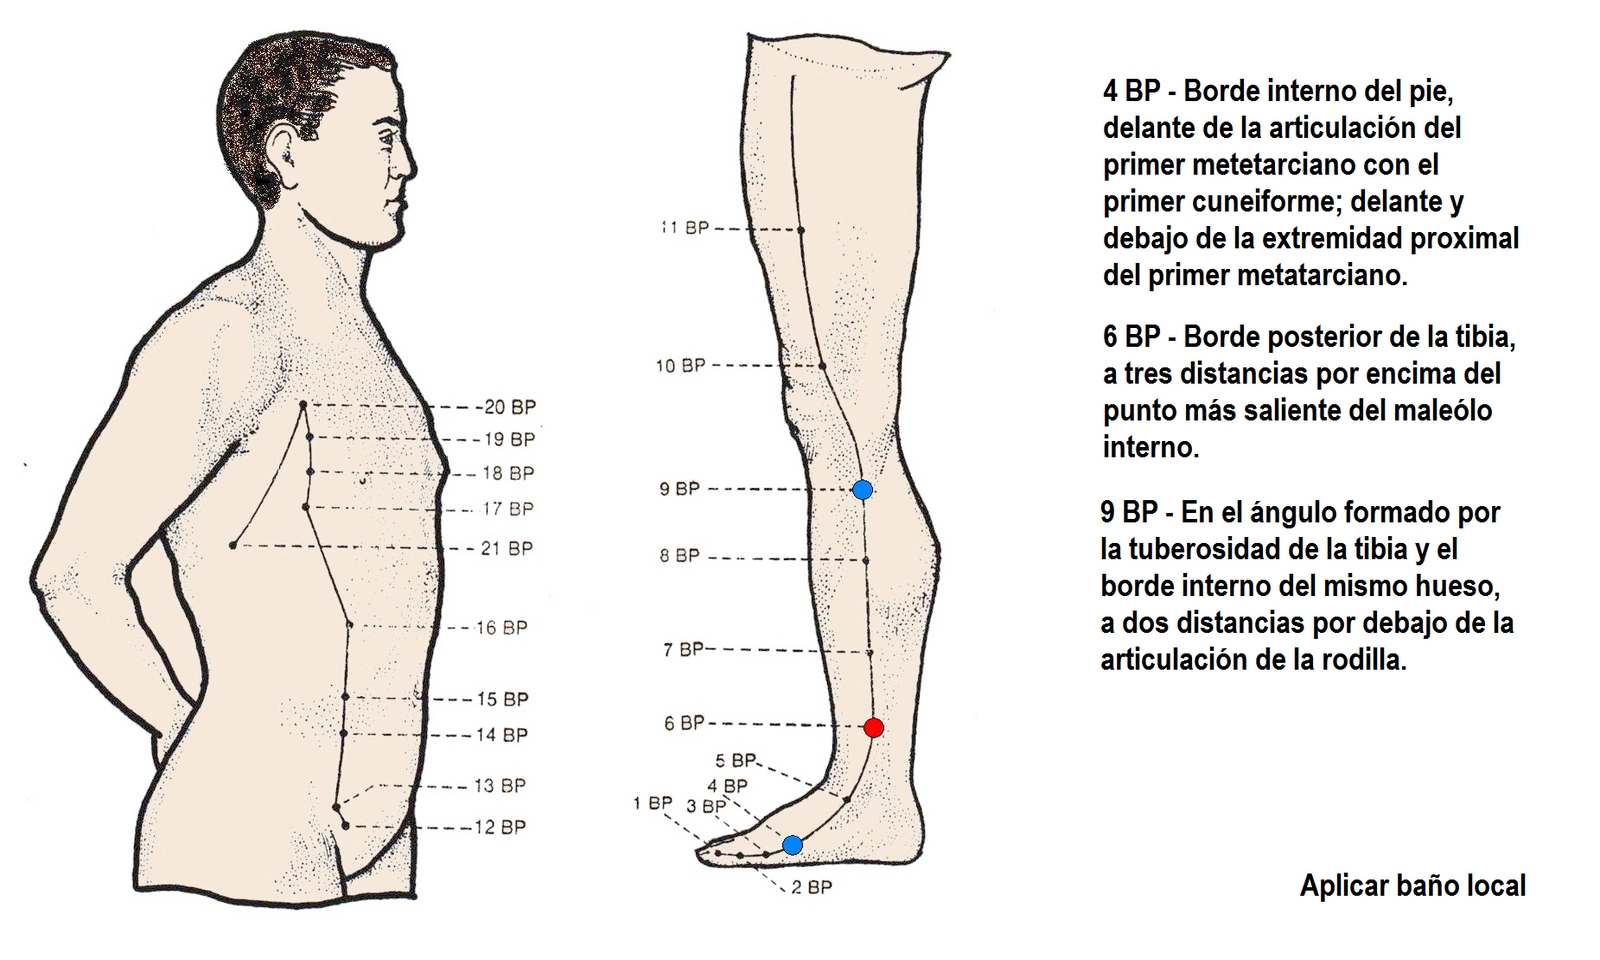 20 BP
19 BP
18 BP
17 BP
21 BP
16 BP
15 BP
14 BP
13 BP
12 BP
11 BP
10 BP
9 BP
8 BP
7 BP
6 BP
5 BP
4 BP
1 BP
3 BP
2 BP
4 BP - Borde interno del pie,
delante de la articulación del
primer metetarciano con el
primer cuneiforme; delante y
debajo de la extremidad proximal
del primer metatarciano.
6 BP - Borde posterior de la tibia,
a tres distancias por encima del
punto más saliente del maleólo
interno.
9 BP - En el ángulo formado por
la tuberosidad de la tibia y el
borde interno del mismo hueso,
a dos distancias por debajo de la
articulación de la rodilla.
Aplicar baño local